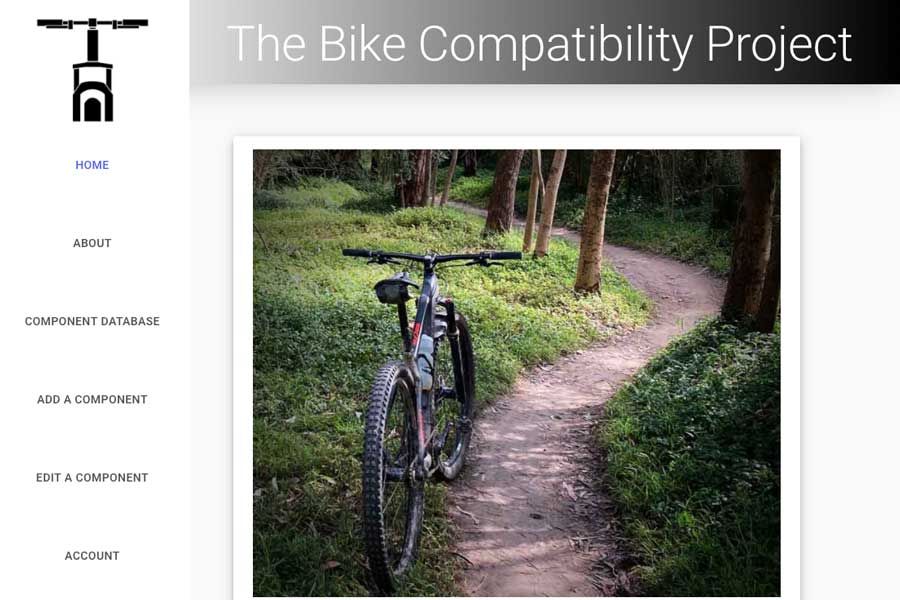 The Bike Compatibility Project
HOME
ABOUT
COMPONENT DATABASE
ADD A COMPONENT
EDIT A COMPONENT
ACCOUNT